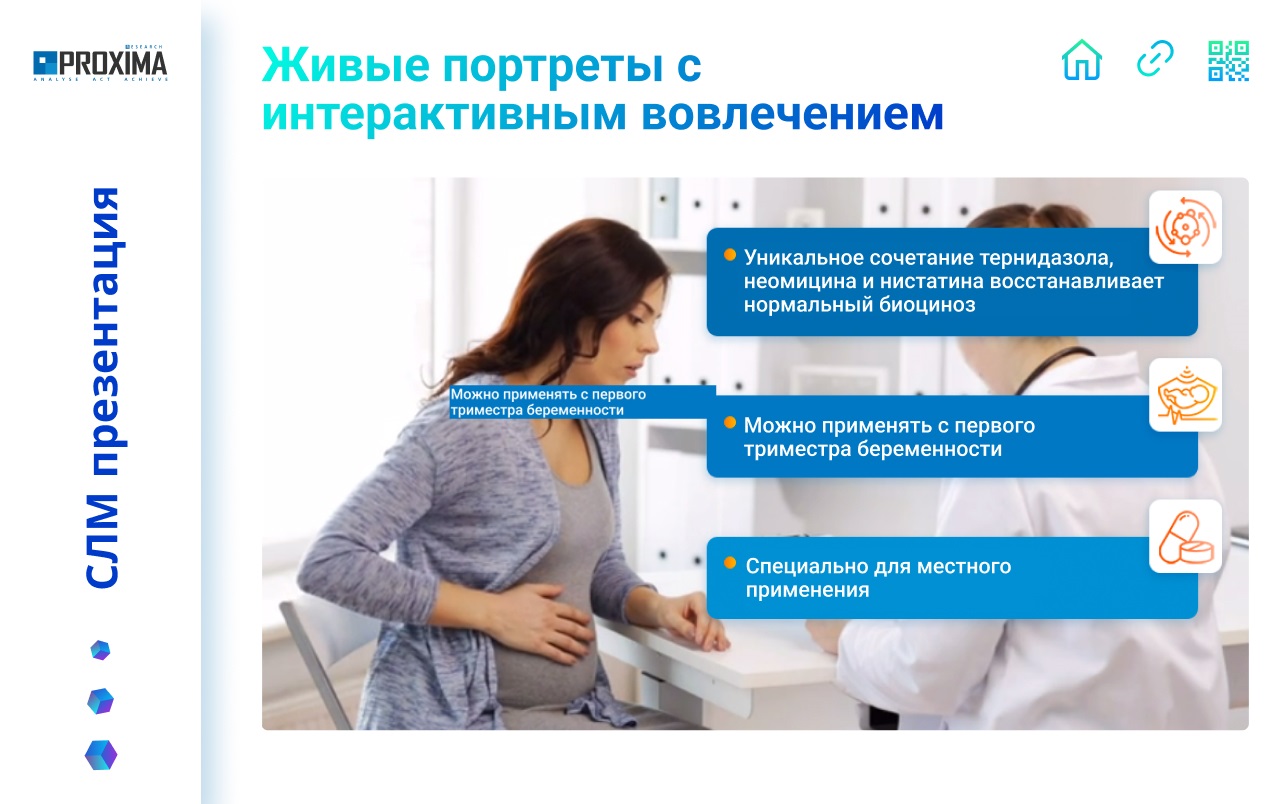 RESEARCH
PROXIMA
ANALYSE ACT ACHIEVE
СЛМ презентация
Живые портреты с
интерактивным вовлечением
Уникальное сочетание тернидазола,
неомицина и нистатина восстанавливает
нормальный биоциноз
Можно применять с первого
триместра беременности
Можно применять с первого
триместра беременности
Специально для местного
применения